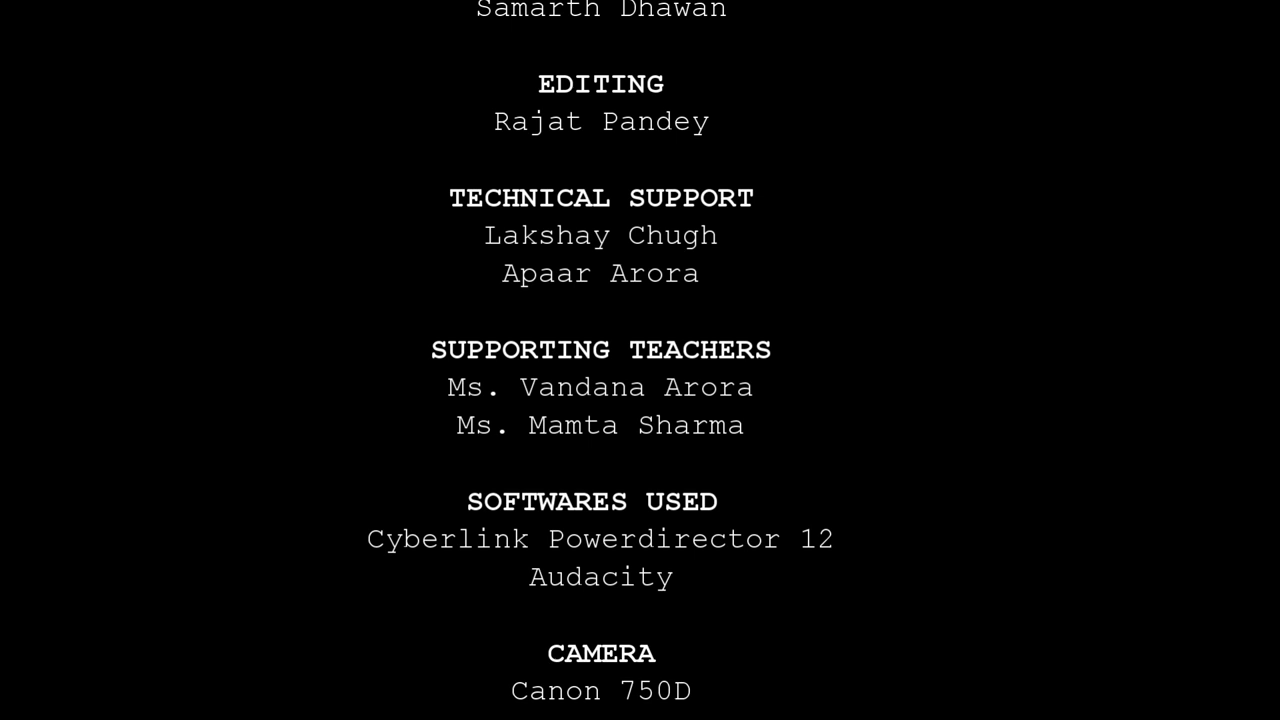 Samarth Dhawan
EDITING
Rajat Pandey
TECHNICAL SUPPORT
Lakshay Chugh
Apaar Arora
SUPPORTING TEACHERS
Ms. Vandana Arora
Ms. Mamta Sharma
SOFTWARES USED
Cyberlink Powerdirector 12
Audacity
CAMERA
Canon 750D